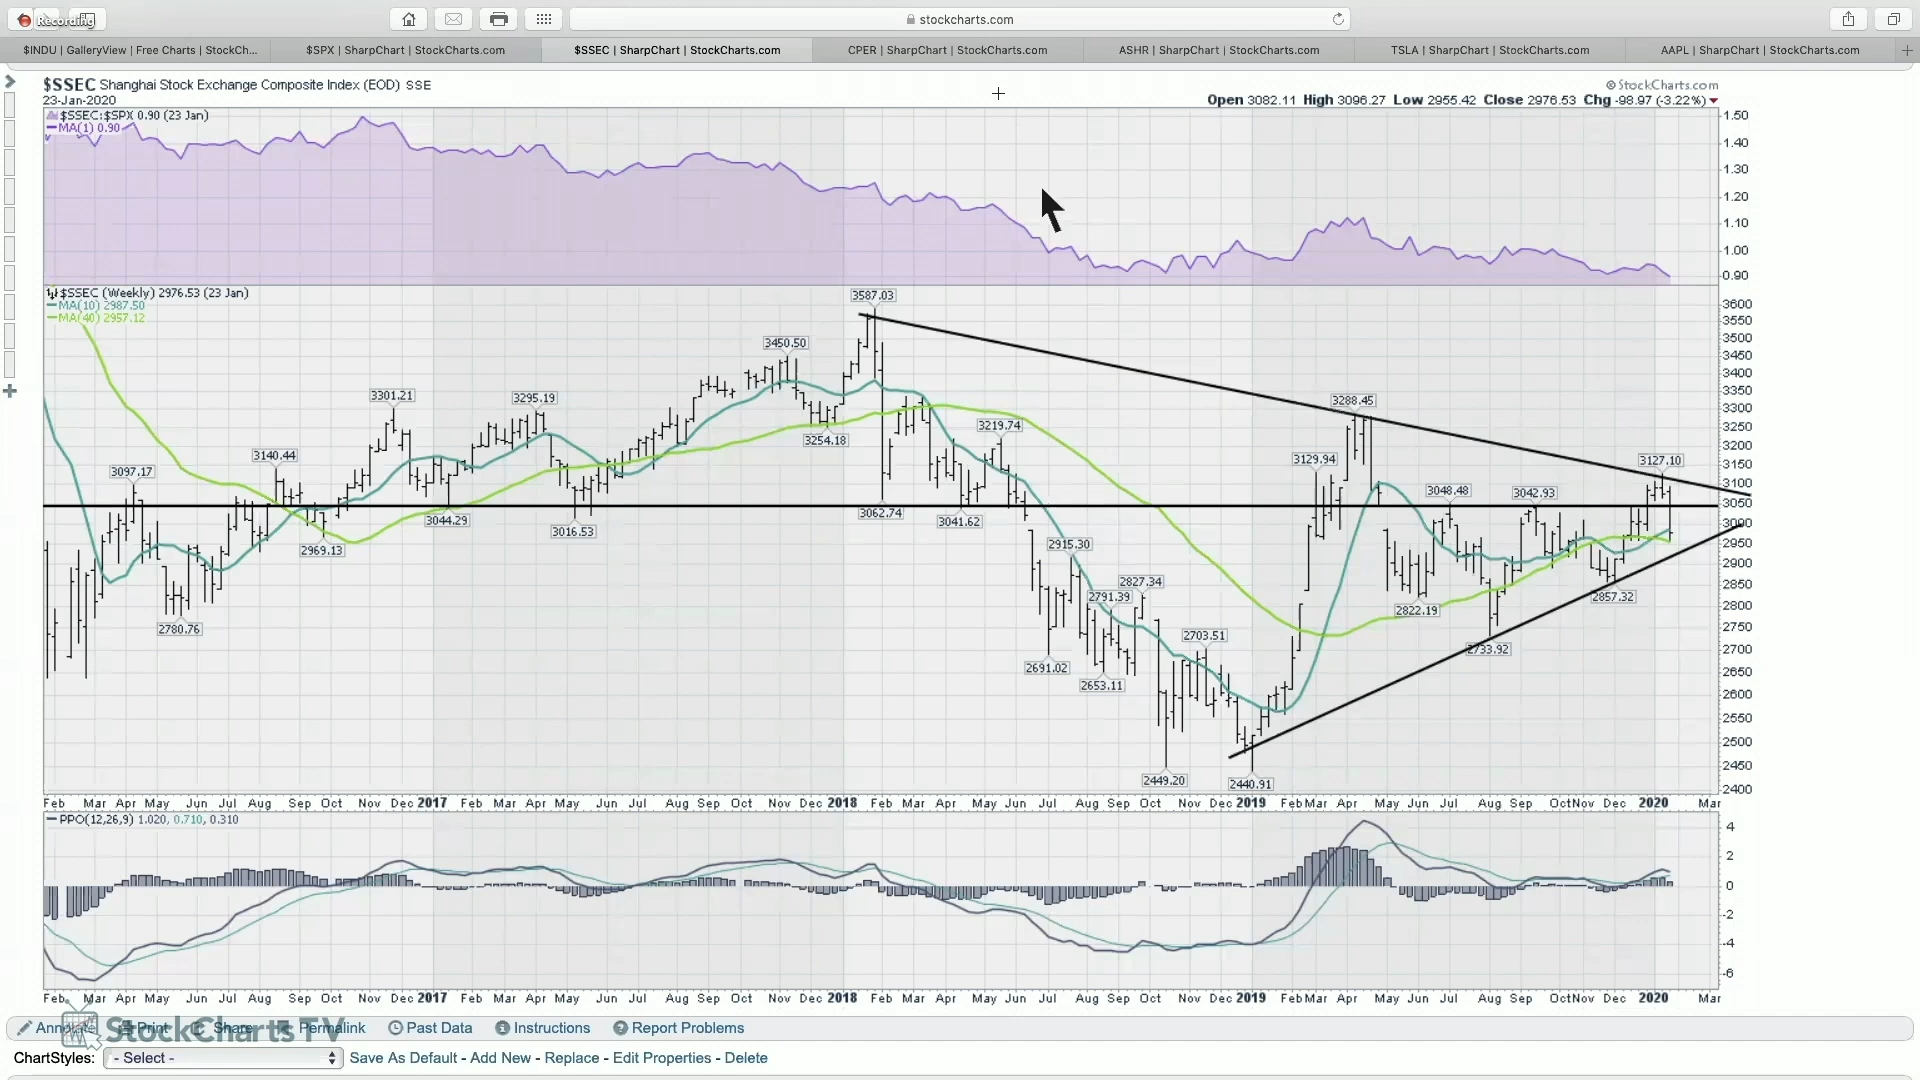 Recording
stockcharts.com
$INDU | GalleryView | Free Charts | StockCh...
$SPX | SharpChart | StockCharts.com
$SSEC | SharpChart | StockCharts.com
CPER | SharpChart | StockCharts.com
ASHR | SharpChart | StockCharts.com
TSLA | SharpChart | StockCharts.com
AAPL | SharpChart | StockCharts.com
$SSEC Shanghai Stock Exchange Composite Index (EOD) SSE
© StockCharts.com
23-Jan-2020
Open 3082.11 High 3096.27 Low 2955.42 Close 2976.53 Chg -98.97 (-3.22%)
$SSEC:$SPX 0.90 (23 Jan)
MA(1) 0.90
1.50
1.40
1.30
1.20
1.10
1.00
0.90
$SSEC (Weekly) 2976.53 (23 Jan)
MA(10) 2987.50
MA(40) 2957.12
3587.03
3450.50
3301.21
3295.19
3288.45
3254.18
3219.74
3140.44
3129.94
3127.10
3097.17
3062.74
3048.48
3042.93
3044.29
3041.62
3016.53
2969.13
2915.30
2857.32
2827.34
2791.39
2822.19
2780.76
2703.51
2733.92
2691.02
2653.11
2449.20
2440.91
3600
3550
3500
3450
3400
3350
3300
3250
3200
3150
3100
3050
3000
2950
2900
2850
2800
2750
2700
2650
2600
2550
2500
2450
2400
Feb Mar Apr May Jun Jul Aug Sep Oct Nov Dec 2017 Feb Mar Apr May Jun Jul Aug Sep Oct Nov Dec 2018 Feb Mar Apr May Jun Jul Aug Sep Oct Nov Dec 2019 Feb Mar Apr May Jun Jul Aug Sep Oct Nov Dec 2020 Mar
PPO(12,26,9) 1.020, 0.710, 0.310
4
2
0
-2
-4
-6
Feb Mar Apr May Jun Jul Aug Sep Oct Nov Dec 2017 Feb Mar Apr May Jun Jul Aug Sep Oct Nov Dec 2018 Feb Mar Apr May Jun Jul Aug Sep Oct Nov Dec 2019 Feb Mar Apr May Jun Jul Aug Sep Oct Nov Dec 2020 Mar
Annotate Print Share Permalink Past Data Instructions Report Problems
StockCharts TV
ChartStyles: - Select - Save As Default - Add New - Replace - Edit Properties - Delete